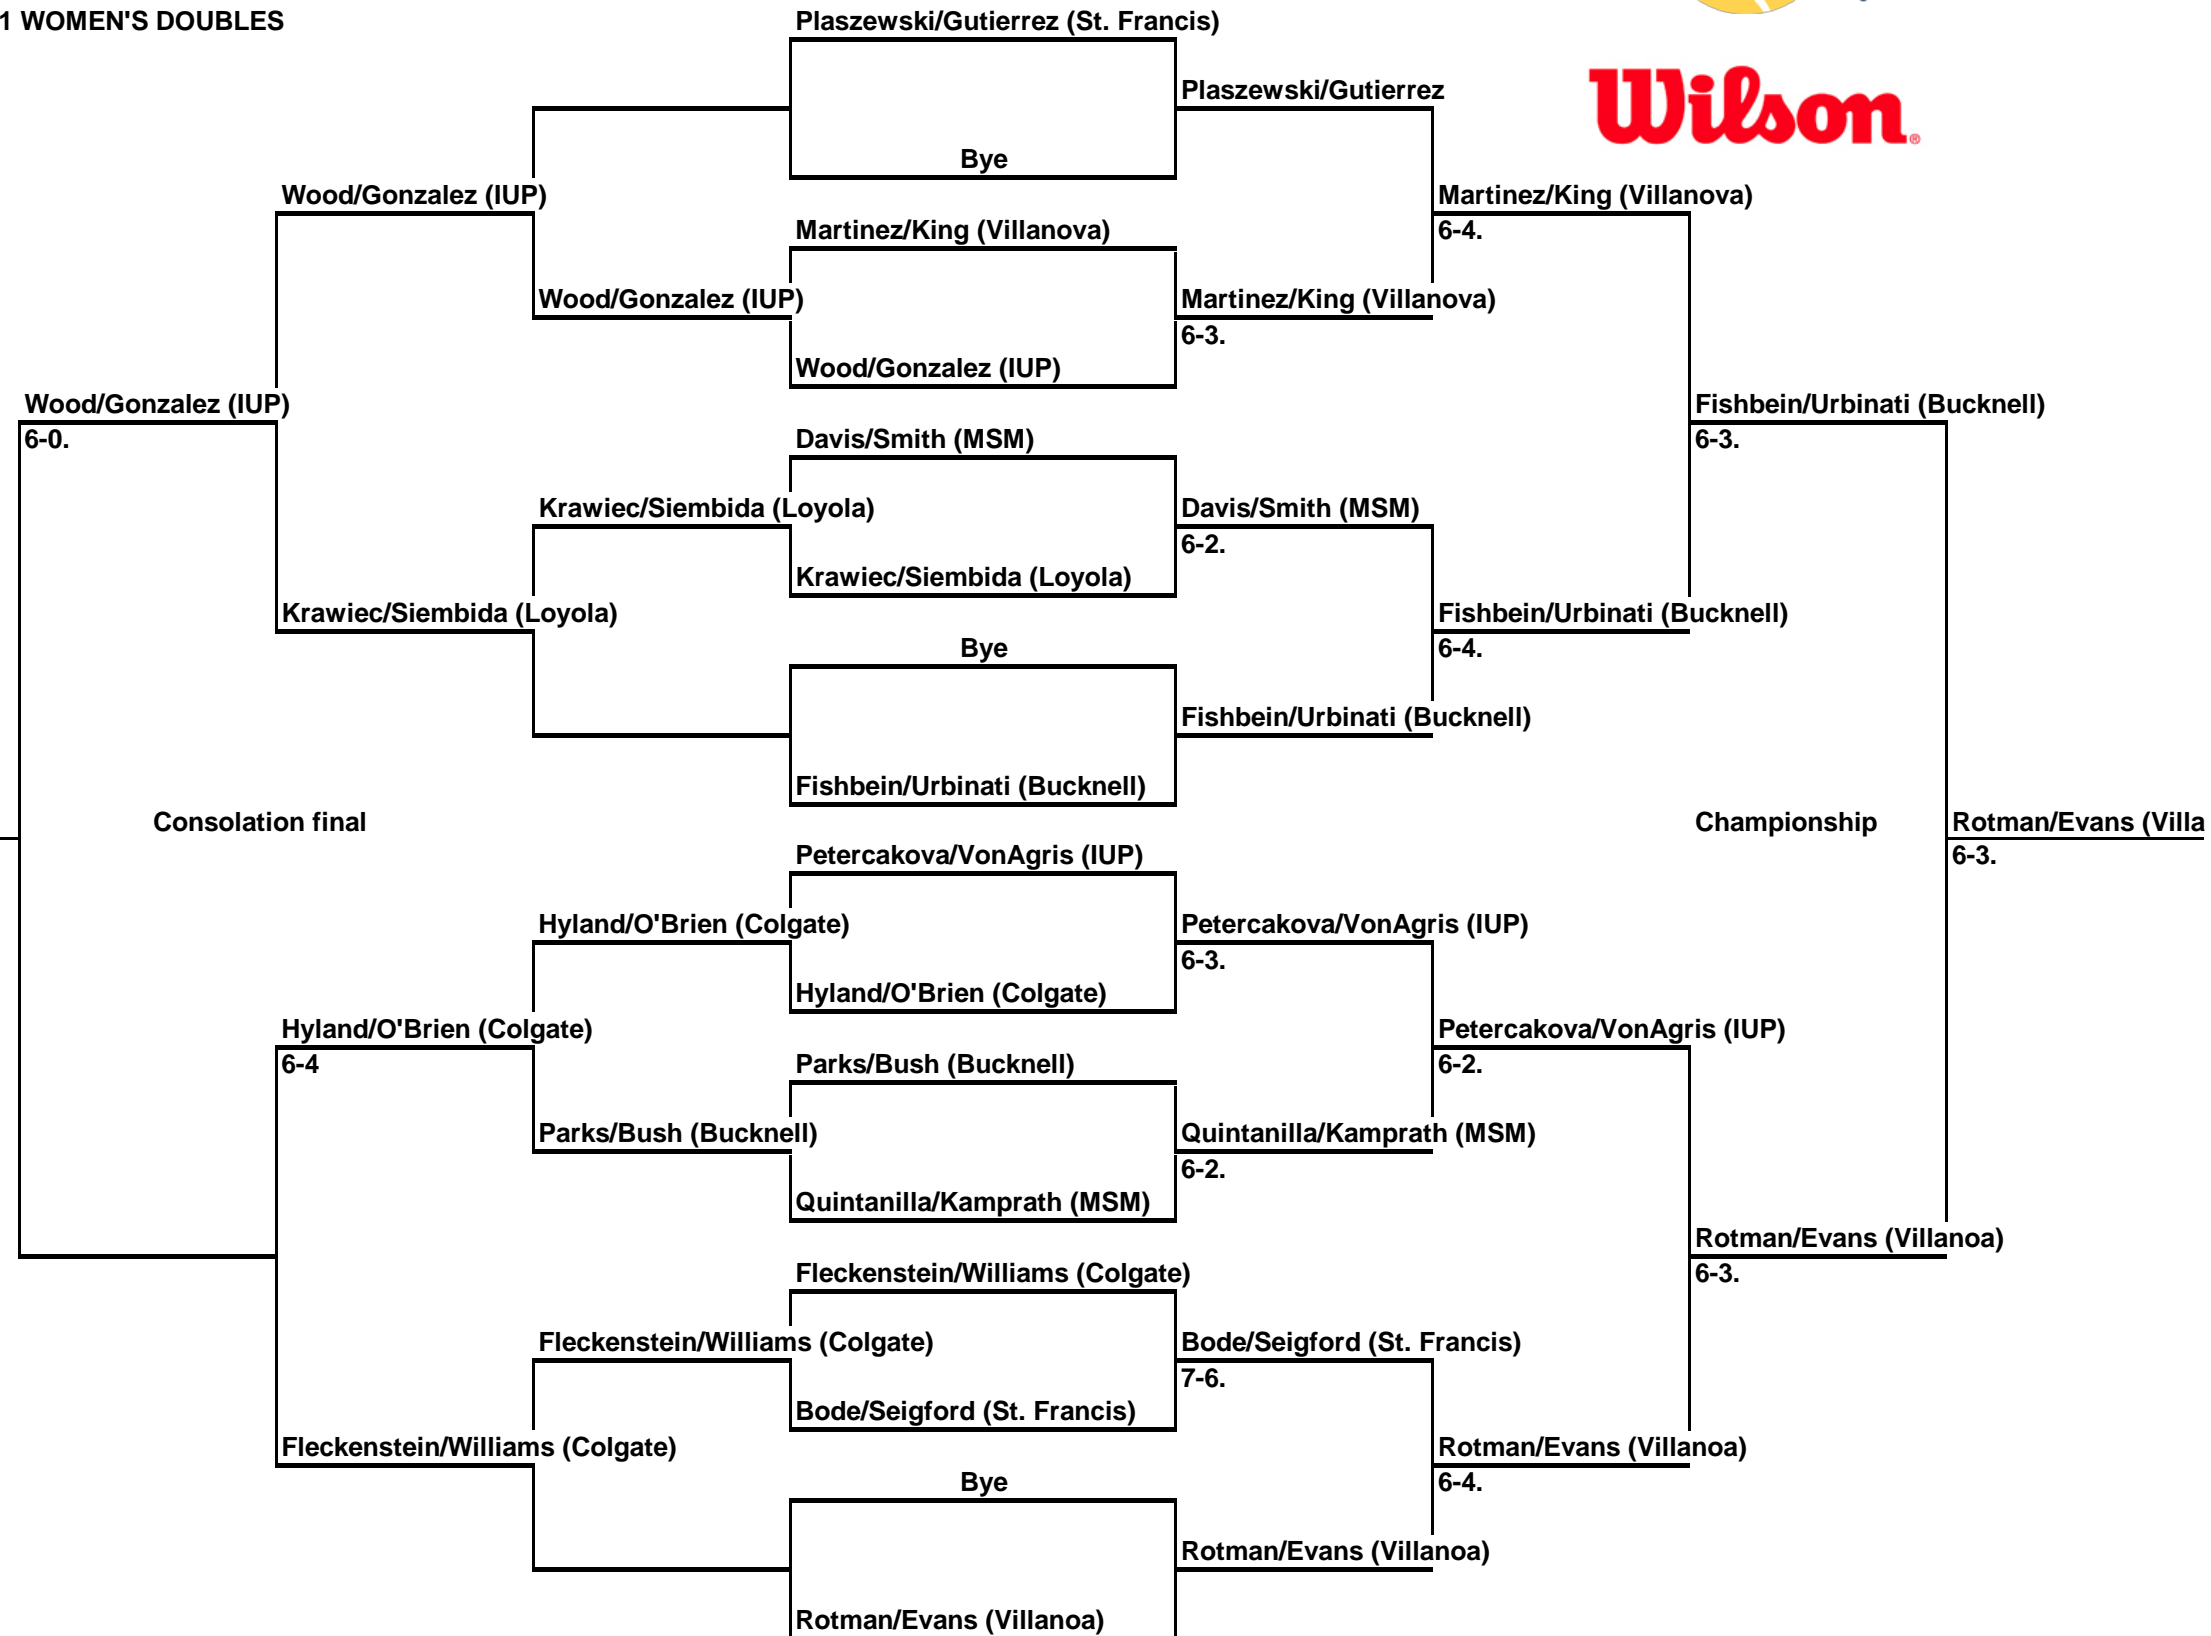 1 WOMEN'S DOUBLES
Plaszewski/Gutierrez (St. Francis)
Wilson
®
Plaszewski/Gutierrez
Bye
Wood/Gonzalez (IUP)
Martinez/King (Villanova)
Martinez/King (Villanova)
6-4.
Wood/Gonzalez (IUP)
Martinez/King (Villanova)
6-3.
Wood/Gonzalez (IUP)
Wood/Gonzalez (IUP)
Fishbein/Urbinati (Bucknell)
6-0.
Davis/Smith (MSM)
6-3.
Krawiec/Siembida (Loyola)
Davis/Smith (MSM)
6-2.
Krawiec/Siembida (Loyola)
Krawiec/Siembida (Loyola)
Fishbein/Urbinati (Bucknell)
Bye
6-4.
Fishbein/Urbinati (Bucknell)
Fishbein/Urbinati (Bucknell)
Consolation final
Championship
Rotman/Evans (Villa
Petercakova/VonAgris (IUP)
6-3.
Hyland/O'Brien (Colgate)
Petercakova/VonAgris (IUP)
6-3.
Hyland/O'Brien (Colgate)
Hyland/O'Brien (Colgate)
Petercakova/VonAgris (IUP)
6-4
Parks/Bush (Bucknell)
6-2.
Parks/Bush (Bucknell)
Quintanilla/Kamprath (MSM)
6-2.
Quintanilla/Kamprath (MSM)
Rotman/Evans (Villanoa)
Fleckenstein/Williams (Colgate)
6-3.
Fleckenstein/Williams (Colgate)
Bode/Seigford (St. Francis)
7-6.
Bode/Seigford (St. Francis)
Fleckenstein/Williams (Colgate)
Rotman/Evans (Villanoa)
Bye
6-4.
Rotman/Evans (Villanoa)
Rotman/Evans (Villanoa)